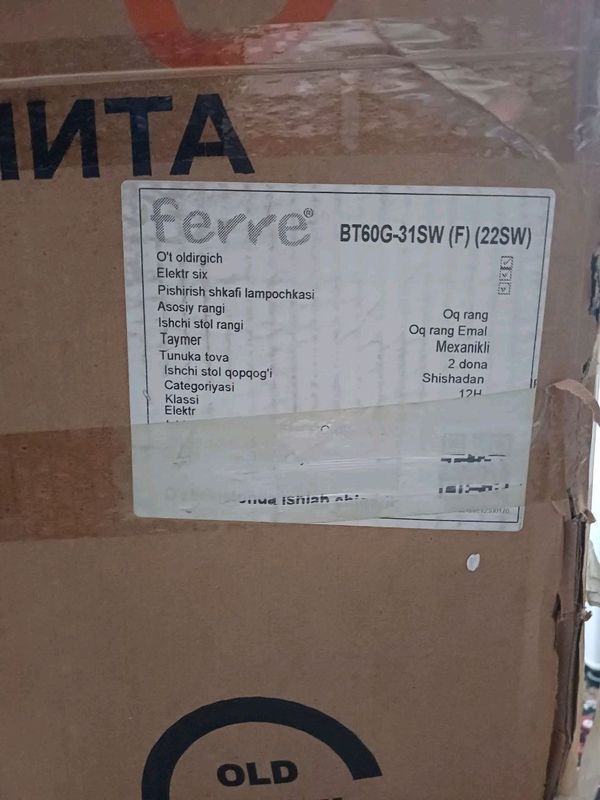 ПИТА
ferre®
BT60G-31SW (F) (22SW)
O't oldirgich
Elektr six
Pishirish shkafi lampochkasi
Asosiy rangi Oq rang
Ishchi stol rangi Oq rang Emal
Taymer Mexanikli
Tunuka tova 2 dona
Ishchi stol qopqog'i Shishadan
Categoriyasi 12H
Klassi
Elektr
OLD